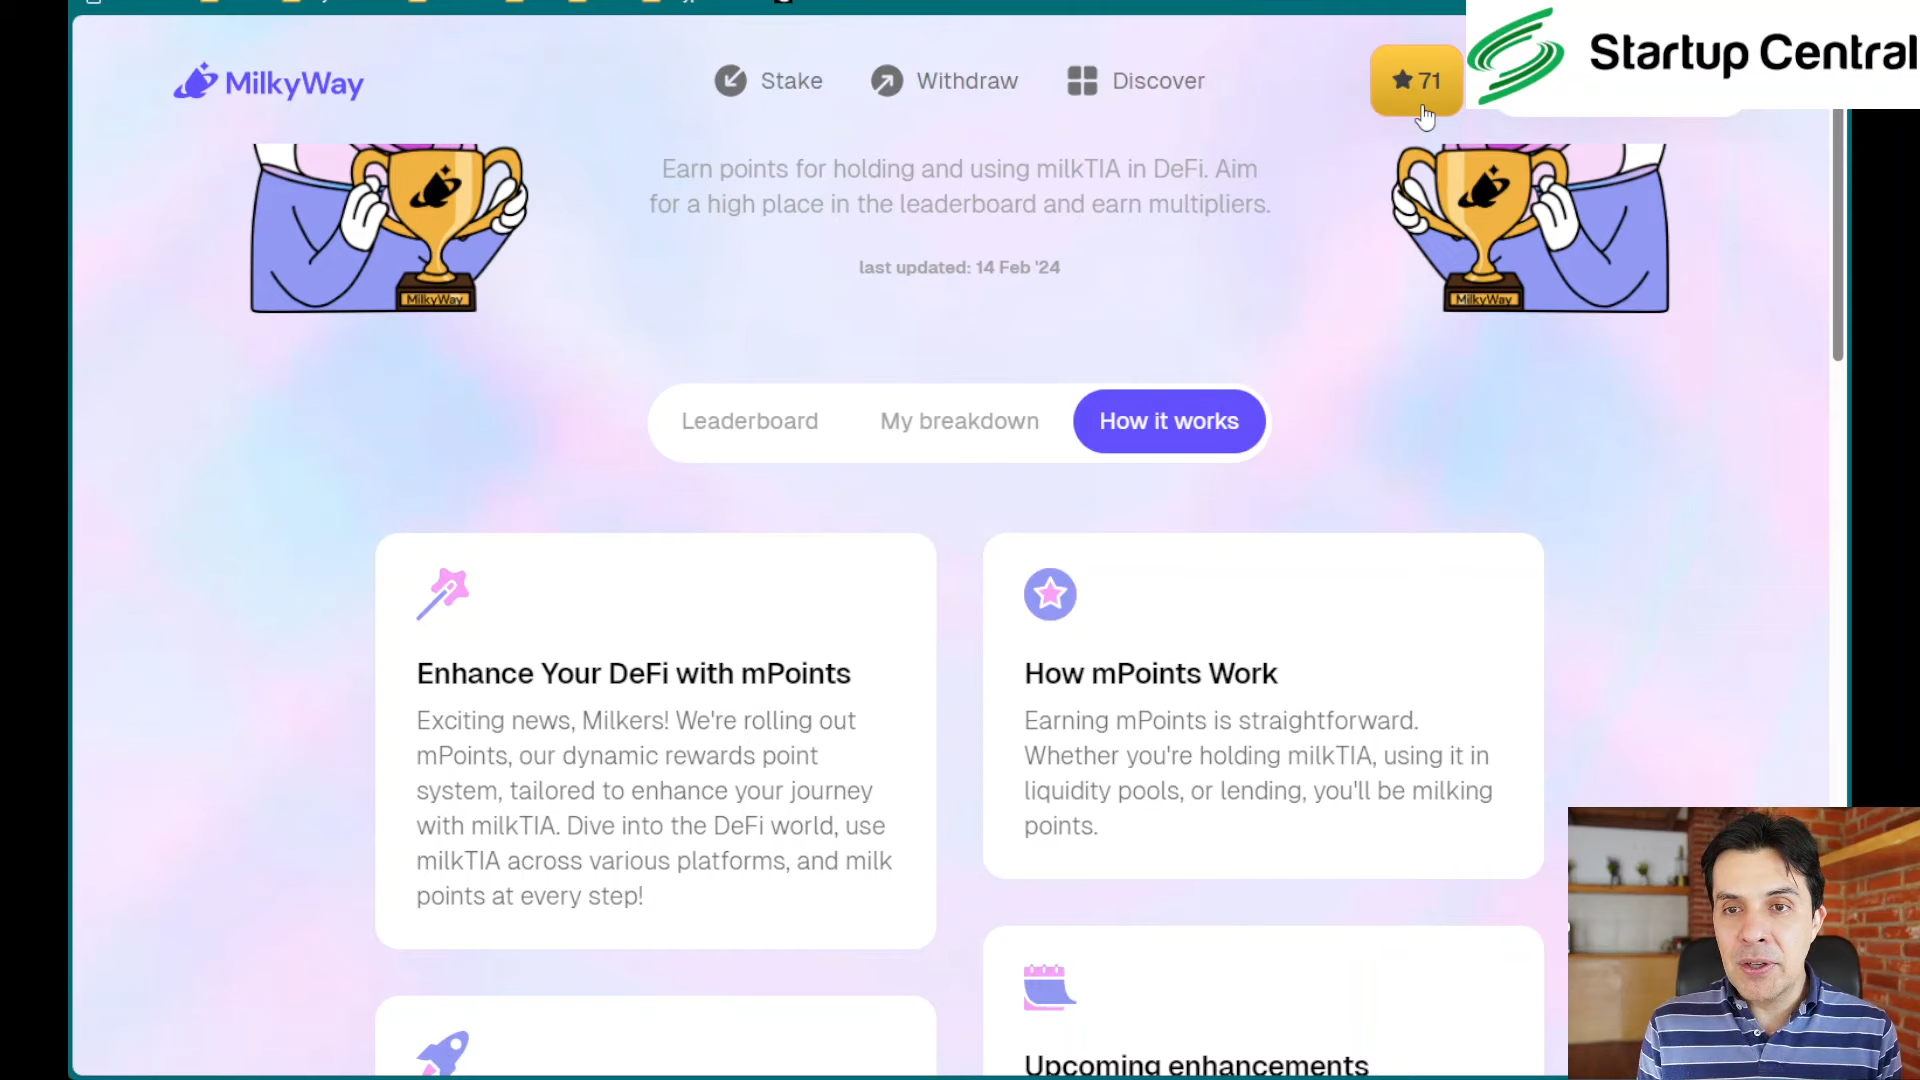 MilkyWay
Stake
Withdraw
Discover
71
Startup Central
Earn points for holding and using milkTIA in DeFi. Aim
for a high place in the leaderboard and earn multipliers.
last updated: 14 Feb '24
MilkyWay
MilkyWay
Leaderboard
My breakdown
How it works
Enhance Your DeFi with mPoints
Exciting news, Milkers! We're rolling out
mPoints, our dynamic rewards point
system, tailored to enhance your journey
with milkTIA. Dive into the DeFi world, use
milkTIA across various platforms, and milk
points at every step!
How mPoints Work
Earning mPoints is straightforward.
Whether you're holding milkTIA, using it in
liquidity pools, or lending, you'll be milking
points.
Upcoming enhancements